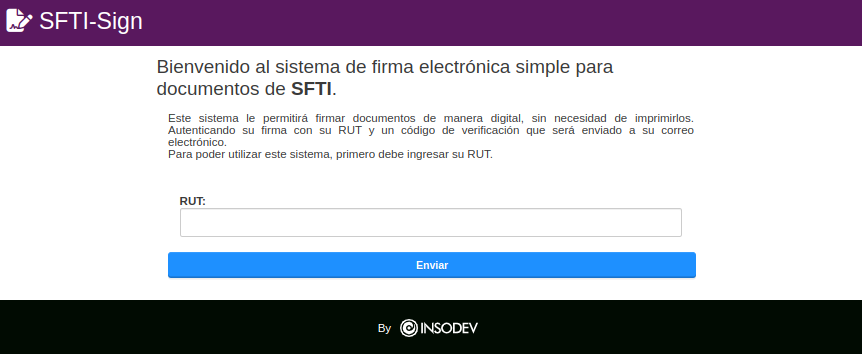 SFTI-Sign
Bienvenido al sistema de firma electrónica simple para
documentos de SFTI.
Este sistema le permitirá firmar documentos de manera digital, sin necesidad de imprimirlos.
Autenticando su firma con su RUT y un código de verificación que será enviado a su correo
electrónico.
Para poder utilizar este sistema, primero debe ingresar su RUT.
RUT:
Enviar
By INSODEV